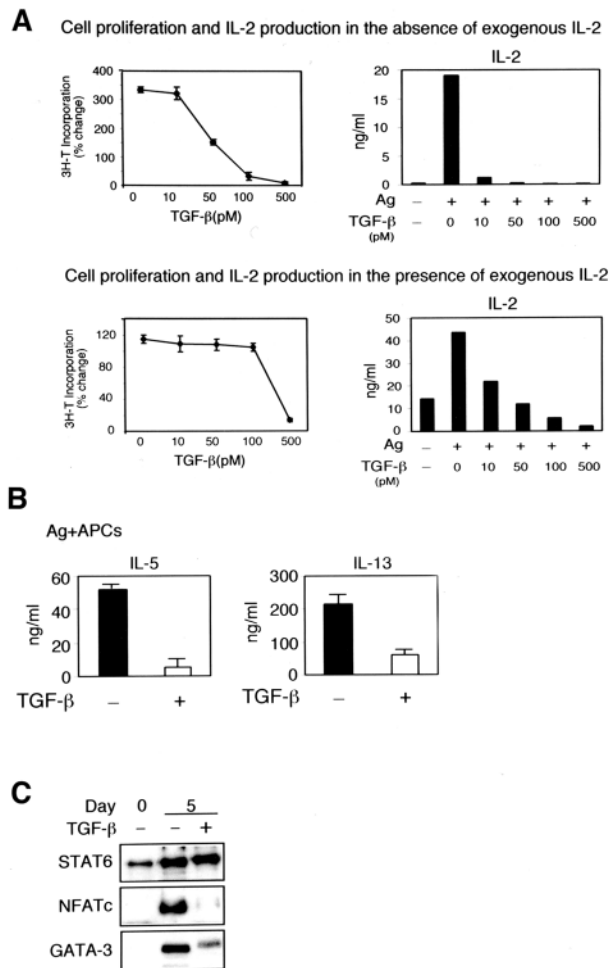 A
Cell proliferation and IL-2 production in the absence of exogenous IL-2
3H-T Incorporation
(% change)
400
300
200
100
0
0 10 50 100 500
TGF-β(pM)
IL-2
ng/ml
20
15
10
5
0
Ag − + + + + +
TGF-β − 0 10 50 100 500
(pM)
Cell proliferation and IL-2 production in the presence of exogenous IL-2
3H-T Incorporation
(% change)
120
80
40
0
0 10 50 100 500
TGF-β(pM)
IL-2
ng/ml
50
40
30
20
10
0
Ag − + + + + +
TGF-β − 0 10 50 100 500
(pM)
B
Ag+APCs
IL-5
ng/ml
60
40
20
0
TGF-β − +
IL-13
ng/ml
300
200
100
0
TGF-β − +
C
Day 0 5
TGF-β − − +
STAT6
NFATc
GATA-3